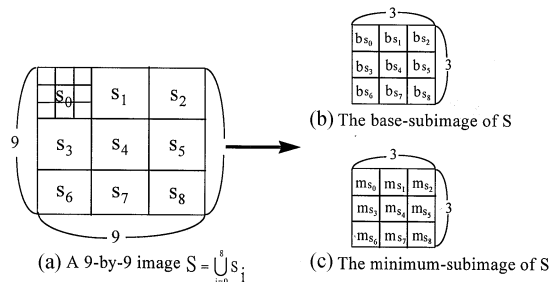 9
S₀ S₁ S₂
S₃ S₄ S₅
S₆ S₇ S₈
9
(a) A 9-by-9 image S = ⋃⁸ᵢ₌₀ Sᵢ
3
bₛ₀ bₛ₁ bₛ₂
bₛ₃ bₛ₄ bₛ₅
bₛ₆ bₛ₇ bₛ₈
3
(b) The base-subimage of S
3
mₛ₀ mₛ₁ mₛ₂
mₛ₃ mₛ₄ mₛ₅
mₛ₆ mₛ₇ mₛ₈
3
(c) The minimum-subimage of S